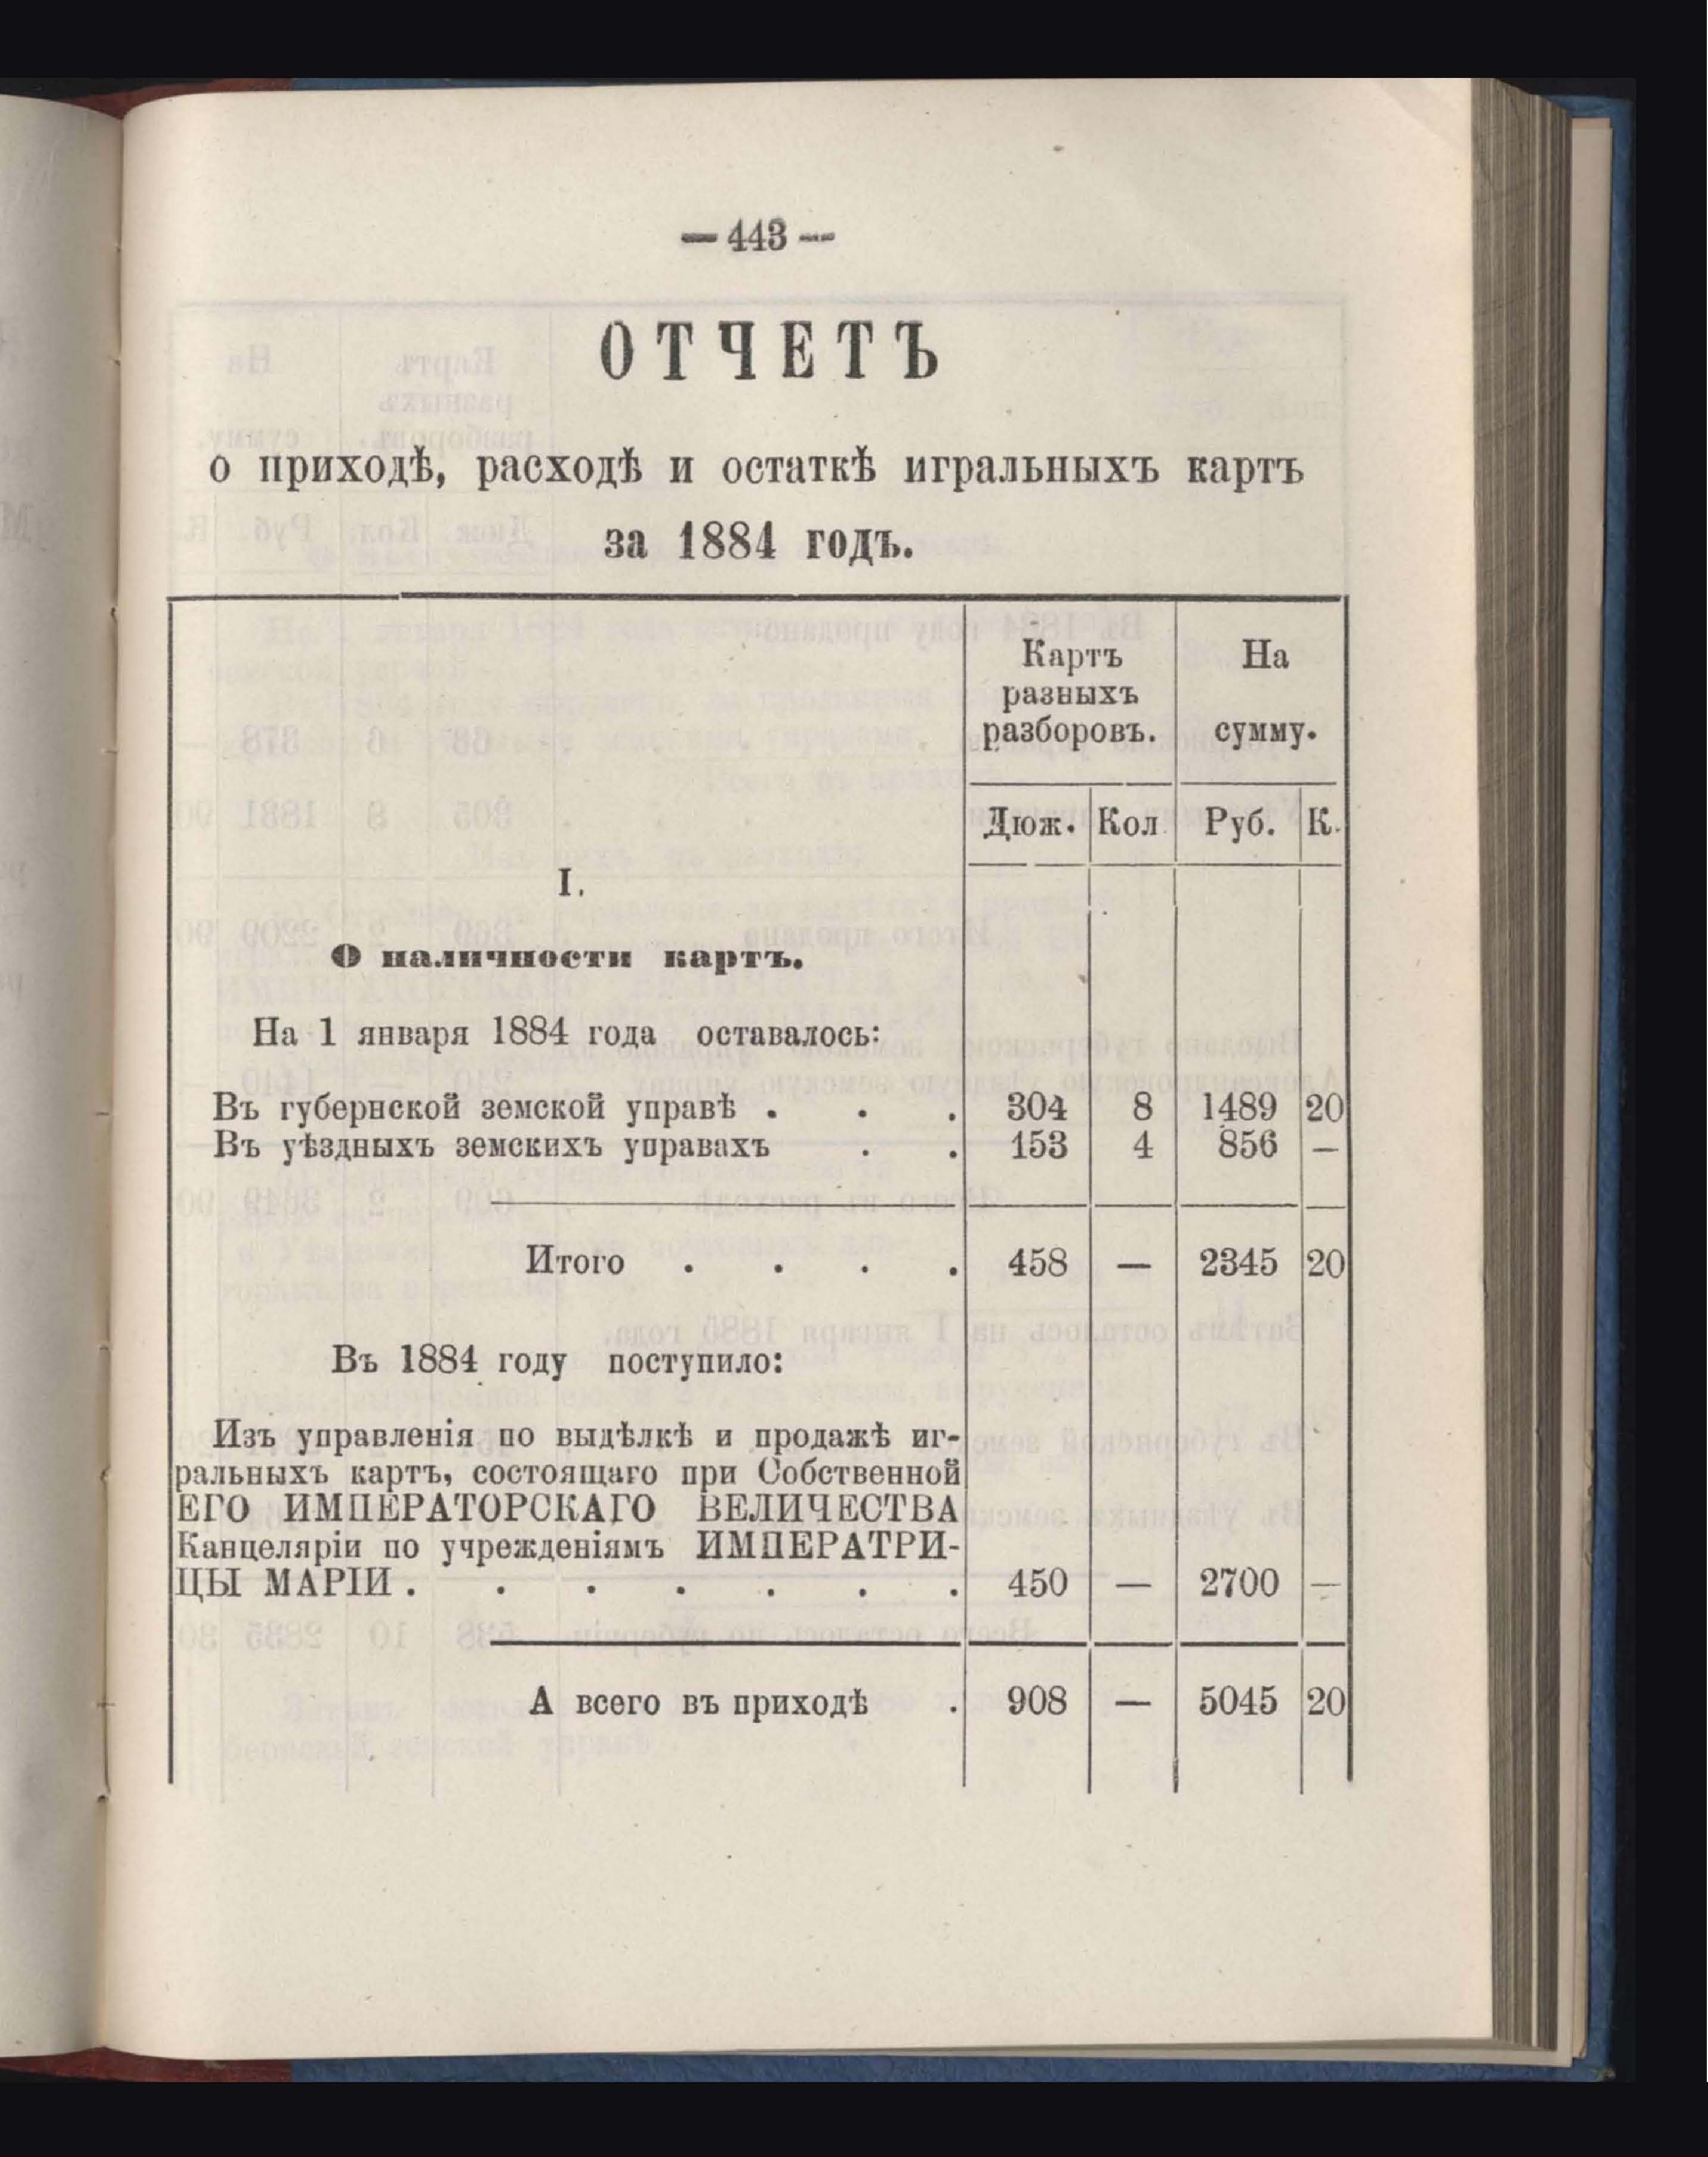 — 443 —
ОТЧЕТЪ
о приходѣ, расходѣ и остаткѣ игральныхъ картъ
за 1884 годъ.
Картъ разныхъ разборовъ. На сумму.
Дюж. Кол Руб. К.
I.
О наличности картъ.
На 1 января 1884 года оставалось:
Въ губернской земской управѣ . . . 304 8 1489 20
Въ уѣздныхъ земскихъ управахъ . . 153 4 856 —
Итого . . . . 458 — 2345 20
Въ 1884 году поступило:
Изъ управленія по выдѣлкѣ и продажѣ иг-
ральныхъ картъ, состоящаго при Собственной
ЕГО ИМПЕРАТОРСКАГО ВЕЛИЧЕСТВА
Канцеляріи по учрежденіямъ ИМПЕРАТРИ-
ЦЫ МАРІИ . . . . . . . 450 — 2700 —
А всего въ приходѣ . 908 — 5045 20